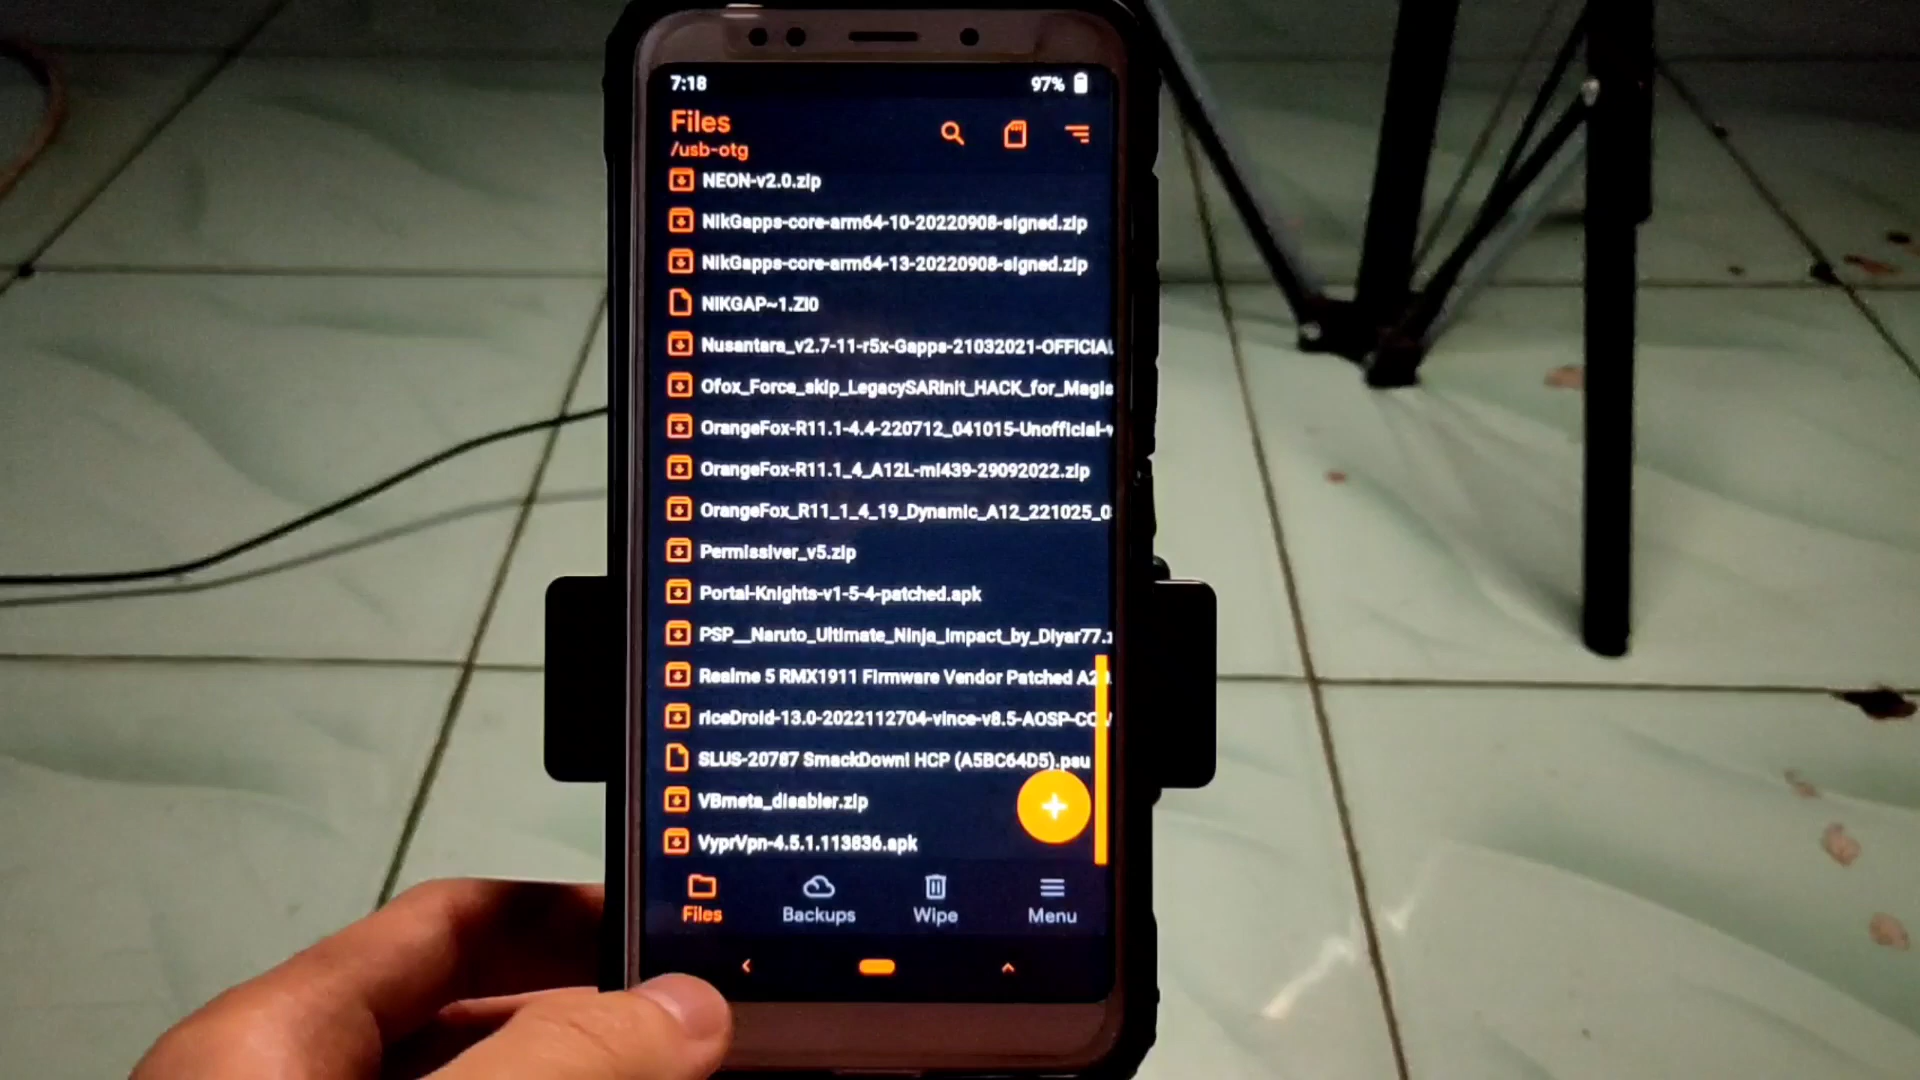 7:18
97%
Files
/usb-otg
NEON-v2.0.zip
NikGapps-core-arm64-10-20220908-signed.zip
NikGapps-core-arm64-13-20220908-signed.zip
NIKGAP~1.ZI0
Nusantara_v2.7-11-r5x-Gapps-21032021-OFFICIAL
Ofox_Force_skip_LegacySARInit_HACK_for_Magis
OrangeFox-R11.1-4.4-220712_041015-Unofficial-v
OrangeFox-R11.1_4_A12L-mi439-29092022.zip
OrangeFox_R11_1_4_19_Dynamic_A12_221025_0
Permissiver_v5.zip
Portal-Knights-v1-5-4-patched.apk
PSP__Naruto_Ultimate_Ninja_Impact_by_Diyar77.
Realme 5 RMX1911 Firmware Vendor Patched
riceDroid-13.0-2022112704-vince-v8.5-AOSP-CO
SLUS-20787 SmackDown! HCP (A5BC64D5).psu
VBmeta_disabler.zip
VyprVpn-4.5.1.113836.apk
Files
Backups
Wipe
Menu